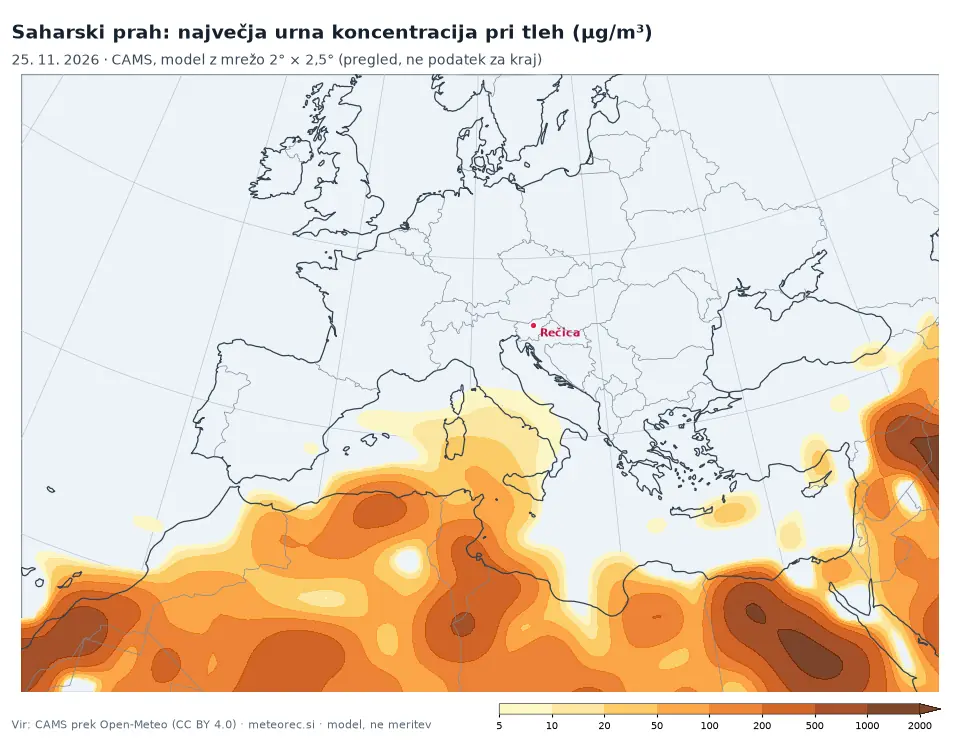 Saharski prah: največja urna koncentracija pri tleh (µg/m³)
25. 11. 2026 · CAMS, model z mrežo 2° × 2,5° (pregled, ne podatek za kraj)
Rečica
Vir: CAMS prek Open-Meteo (CC BY 4.0) · meteorec.si · model, ne meritev
5 10 20 50 100 200 500 1000 2000